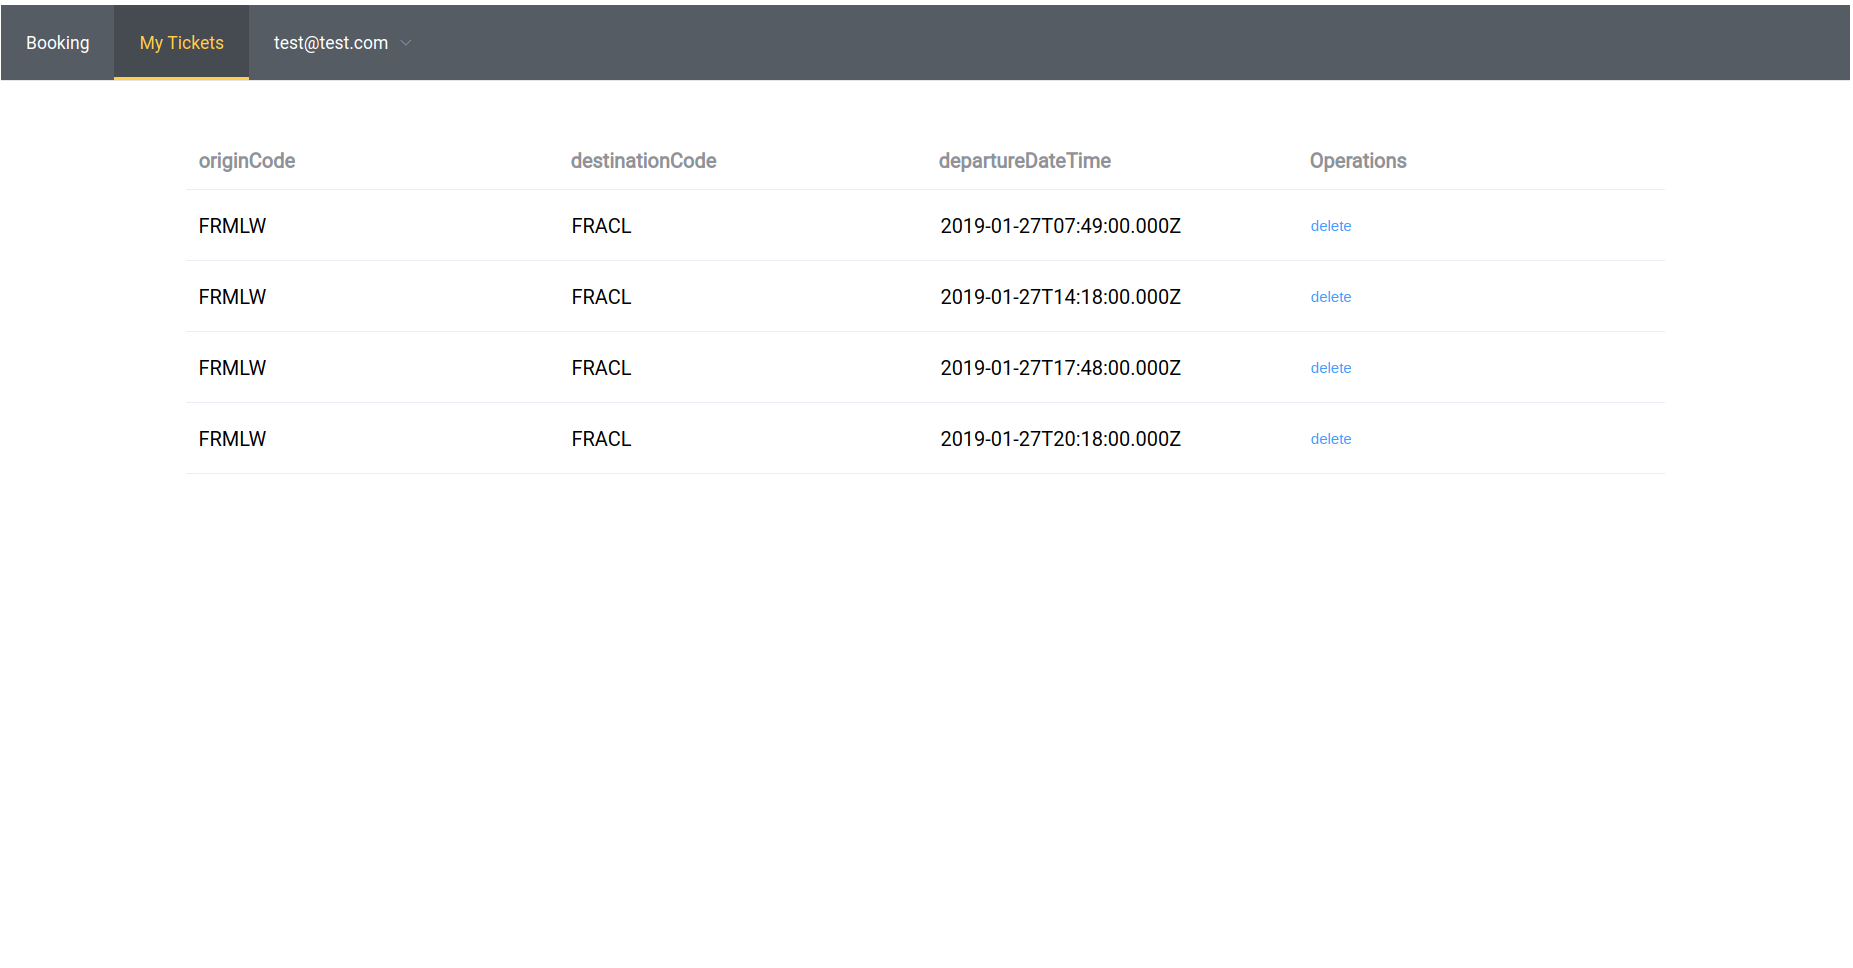 Booking My Tickets test@test.com
originCode destinationCode departureDateTime Operations
FRMLW FRACL 2019-01-27T07:49:00.000Z delete
FRMLW FRACL 2019-01-27T14:18:00.000Z delete
FRMLW FRACL 2019-01-27T17:48:00.000Z delete
FRMLW FRACL 2019-01-27T20:18:00.000Z delete